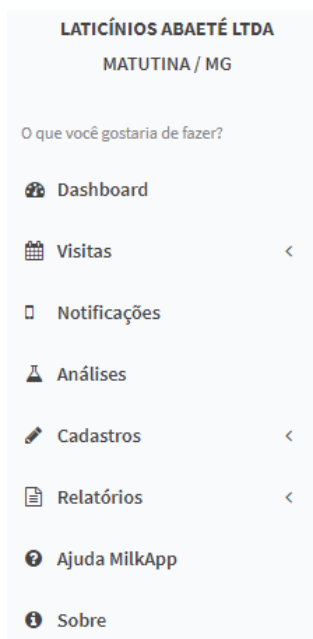 LATICÍNIOS ABAETÉ LTDA
MATUTINA / MG
O que você gostaria de fazer?
Dashboard
Visitas
Notificações
Análises
Cadastros
Relatórios
Ajuda MilkApp
Sobre